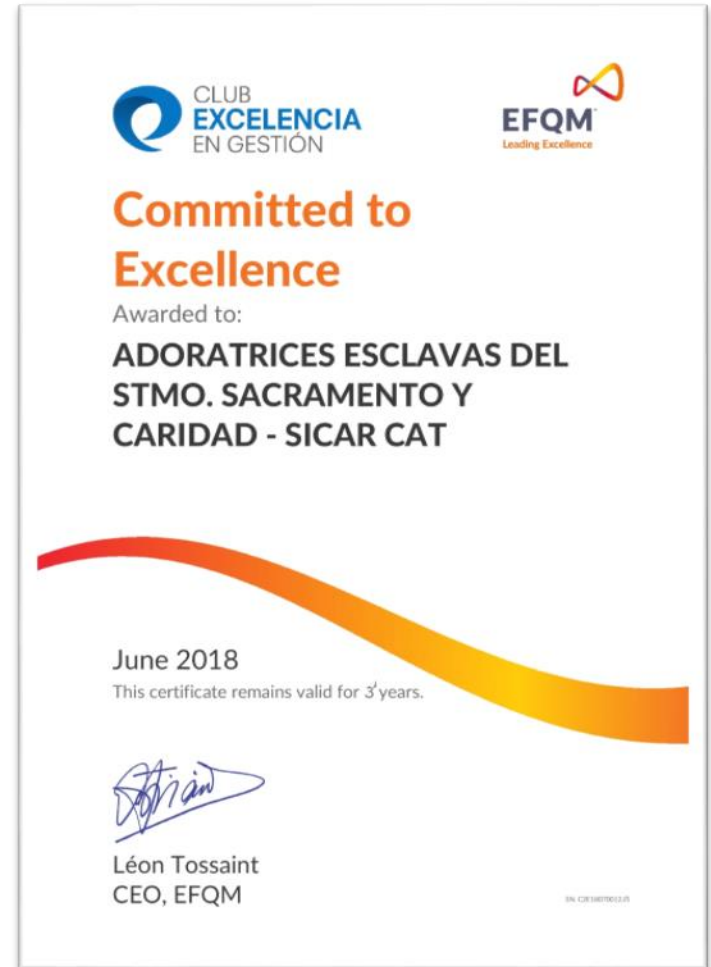 CLUB
EXCELENCIA
EN GESTIÓN
EFQM
Leading Excellence
Committed to
Excellence
Awarded to:
ADORATRICES ESCLAVAS DEL
STMO. SACRAMENTO Y
CARIDAD - SICAR CAT
June 2018
This certificate remains valid for 3 years.
Léon Tossaint
CEO, EFQM